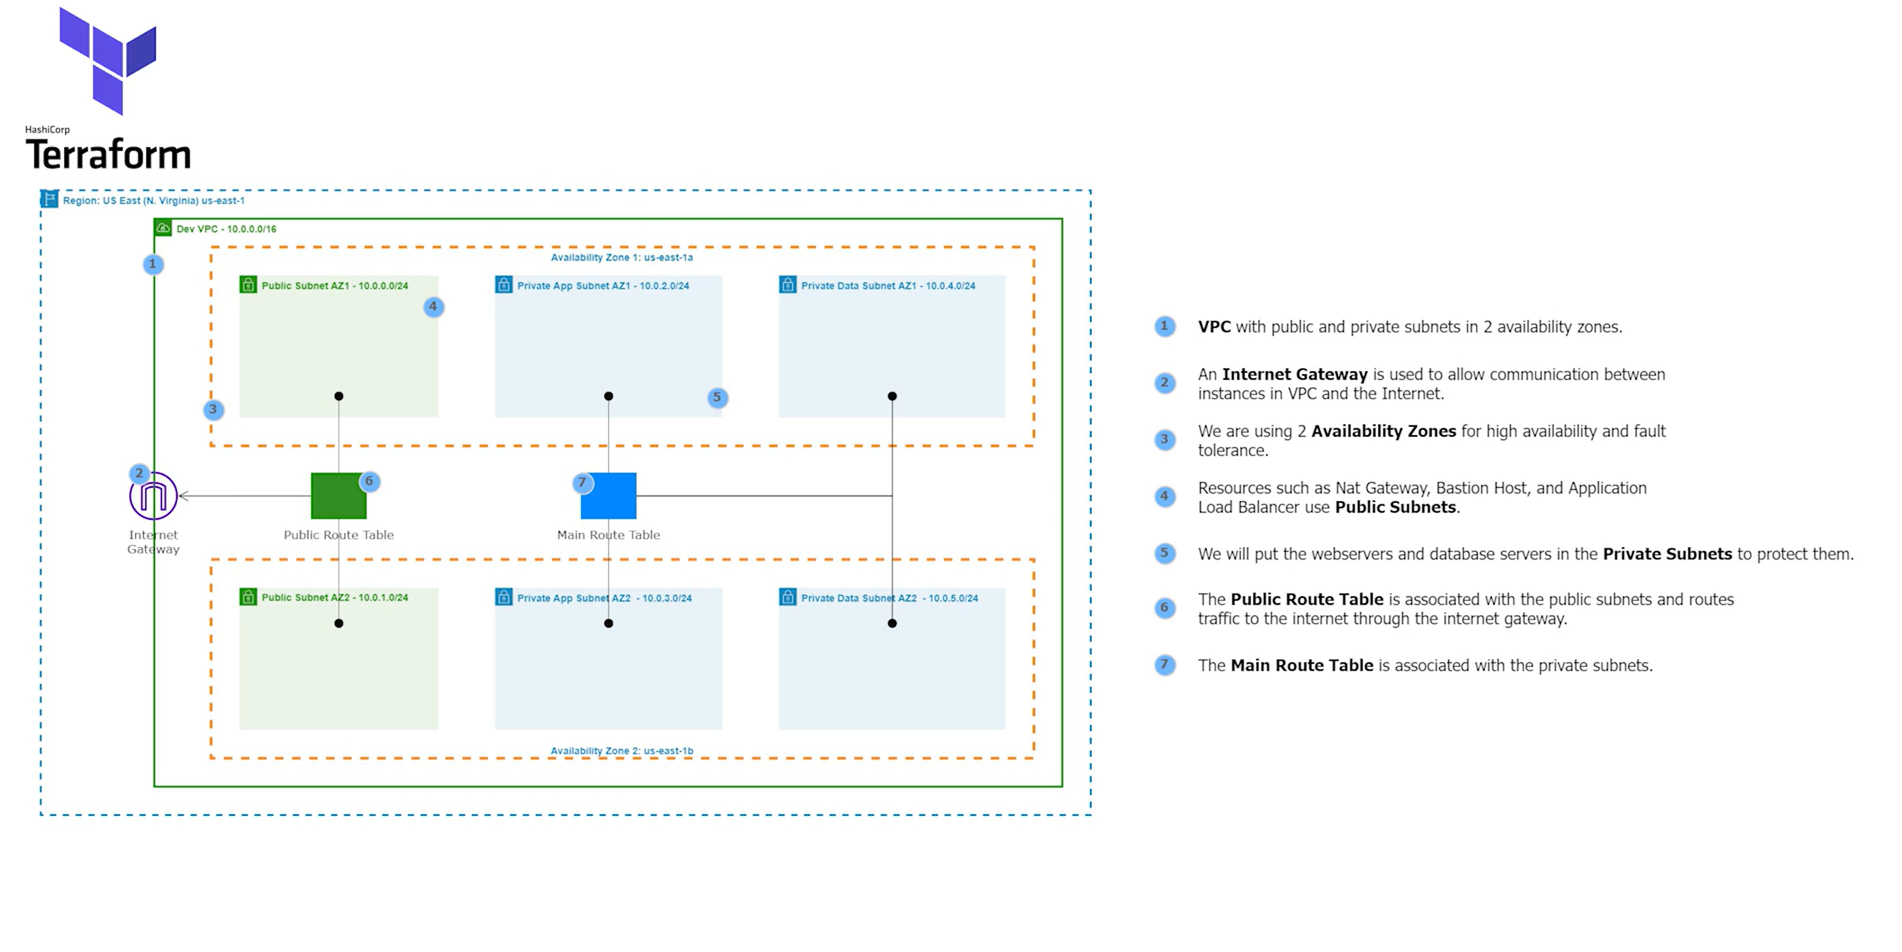 HashiCorp
Terraform
Region: US East (N. Virginia) us-east-1
Dev VPC - 10.0.0.0/16
1
Availability Zone 1: us-east-1a
Public Subnet AZ1 - 10.0.0.0/24
4
Private App Subnet AZ1 - 10.0.2.0/24
Private Data Subnet AZ1 - 10.0.4.0/24
3
5
2
6
7
Internet
Gateway
Public Route Table
Main Route Table
Public Subnet AZ2 - 10.0.1.0/24
Private App Subnet AZ2 - 10.0.3.0/24
Private Data Subnet AZ2 - 10.0.5.0/24
Availability Zone 2: us-east-1b
1 VPC with public and private subnets in 2 availability zones.
2 An Internet Gateway is used to allow communication between
instances in VPC and the Internet.
3 We are using 2 Availability Zones for high availability and fault
tolerance.
4 Resources such as Nat Gateway, Bastion Host, and Application
Load Balancer use Public Subnets.
5 We will put the webservers and database servers in the Private Subnets to protect them.
6 The Public Route Table is associated with the public subnets and routes
traffic to the internet through the internet gateway.
7 The Main Route Table is associated with the private subnets.